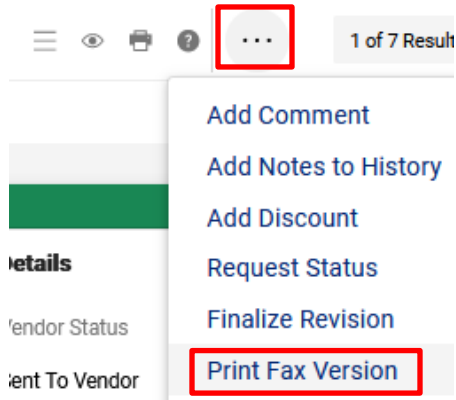 ? ... 1 of 7 Result
Add Comment
Add Notes to History
Add Discount
Details
Request Status
Vendor Status
Finalize Revision
Sent To Vendor
Print Fax Version